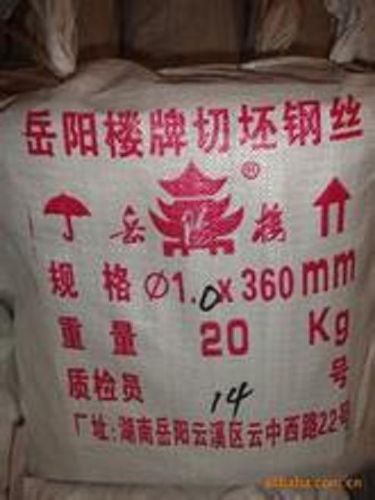 岳阳楼牌切坯钢丝
岳阳楼®
规格 Ø1.0x360mm
重量 20 Kg
质检员 14 号
厂址:湖南岳阳云溪区云中西路22号
alibaba.com.cn